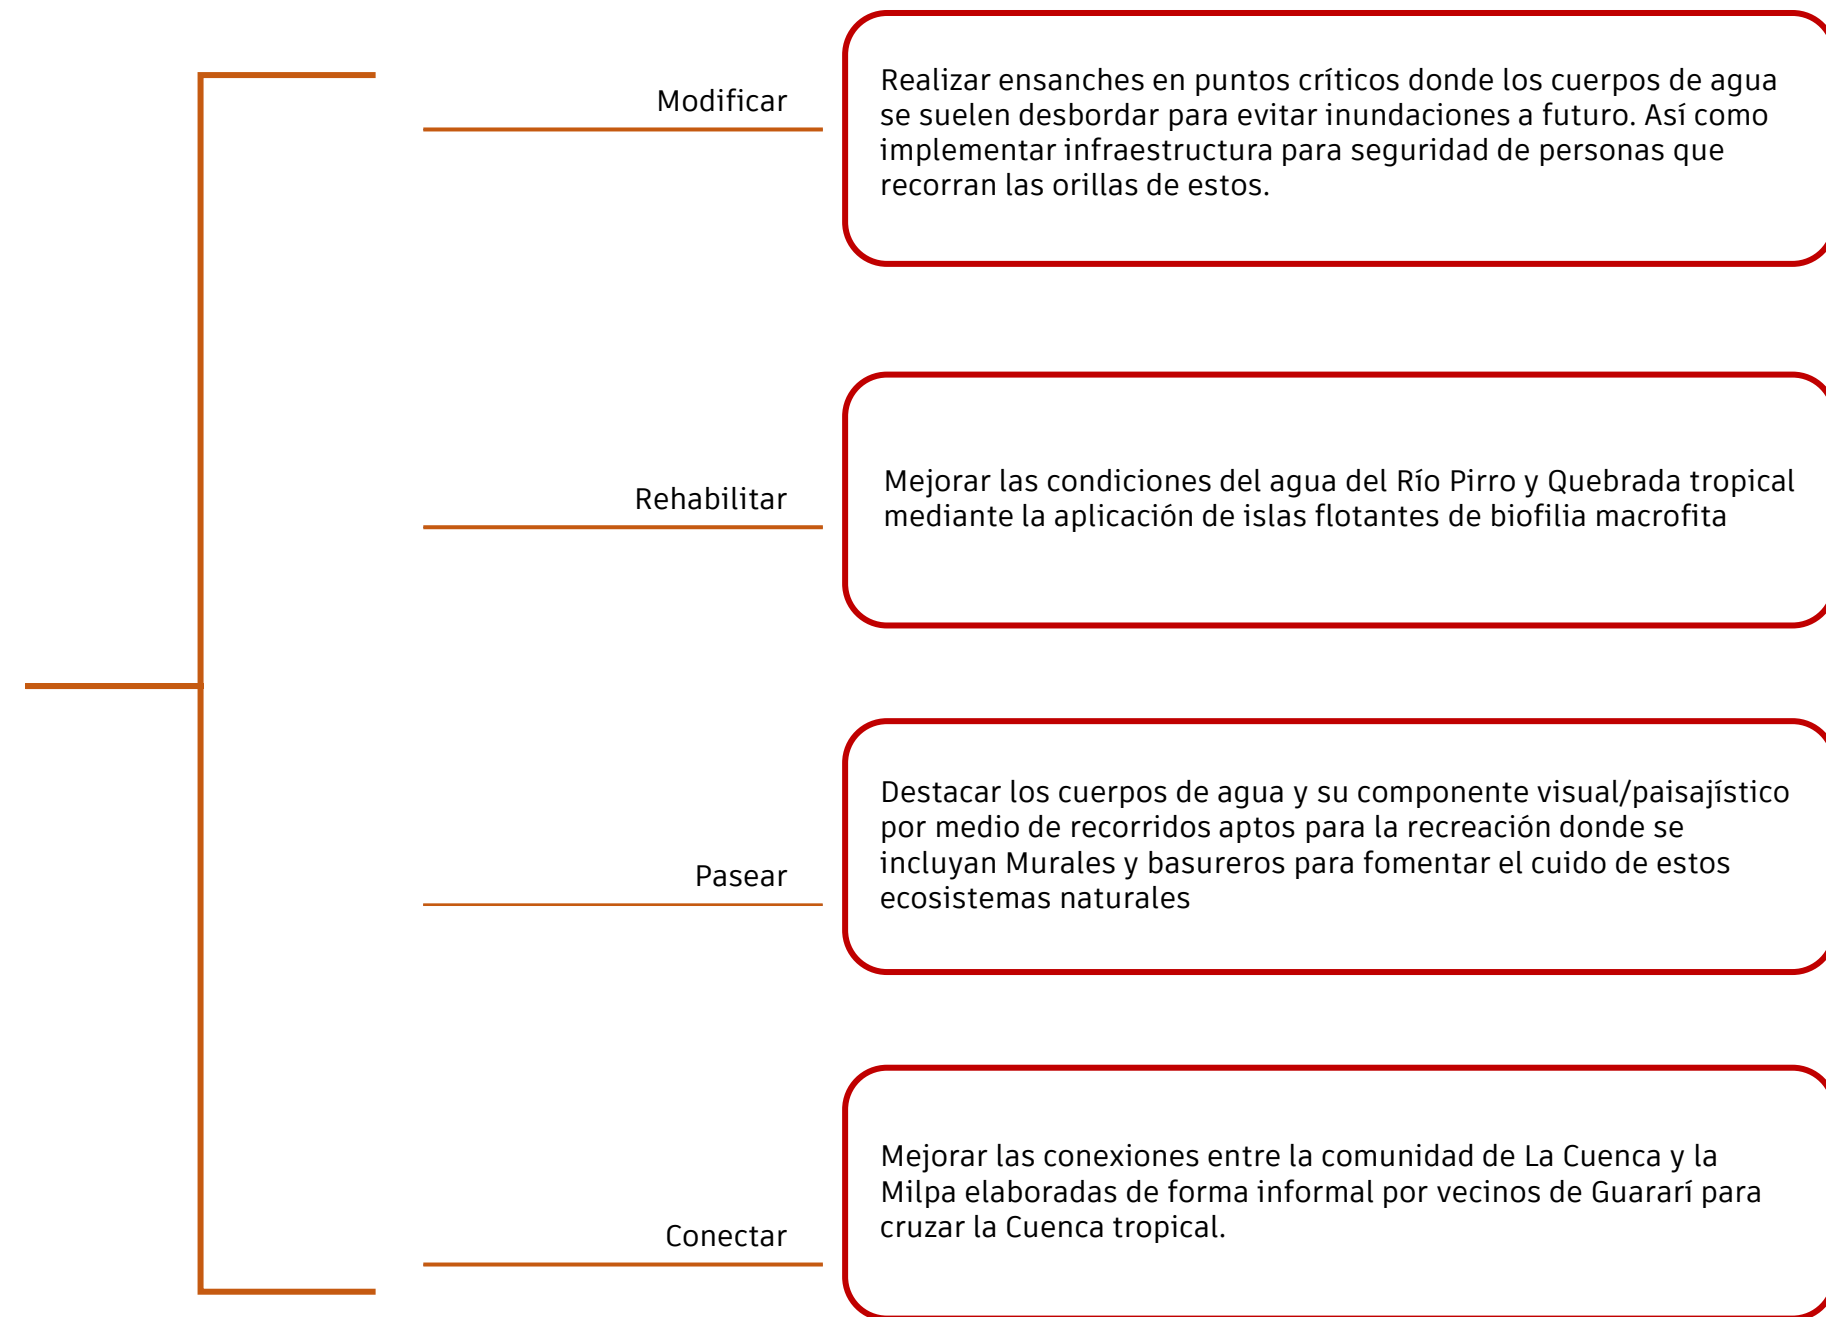 Modificar
Realizar ensanches en puntos críticos donde los cuerpos de agua
se suelen desbordar para evitar inundaciones a futuro. Así como
implementar infraestructura para seguridad de personas que
recorran las orillas de estos.
Rehabilitar
Mejorar las condiciones del agua del Río Pirro y Quebrada tropical
mediante la aplicación de islas flotantes de biofilia macrofita
Pasear
Destacar los cuerpos de agua y su componente visual/paisajístico
por medio de recorridos aptos para la recreación donde se
incluyan Murales y basureros para fomentar el cuido de estos
ecosistemas naturales
Conectar
Mejorar las conexiones entre la comunidad de La Cuenca y la
Milpa elaboradas de forma informal por vecinos de Guararí para
cruzar la Cuenca tropical.